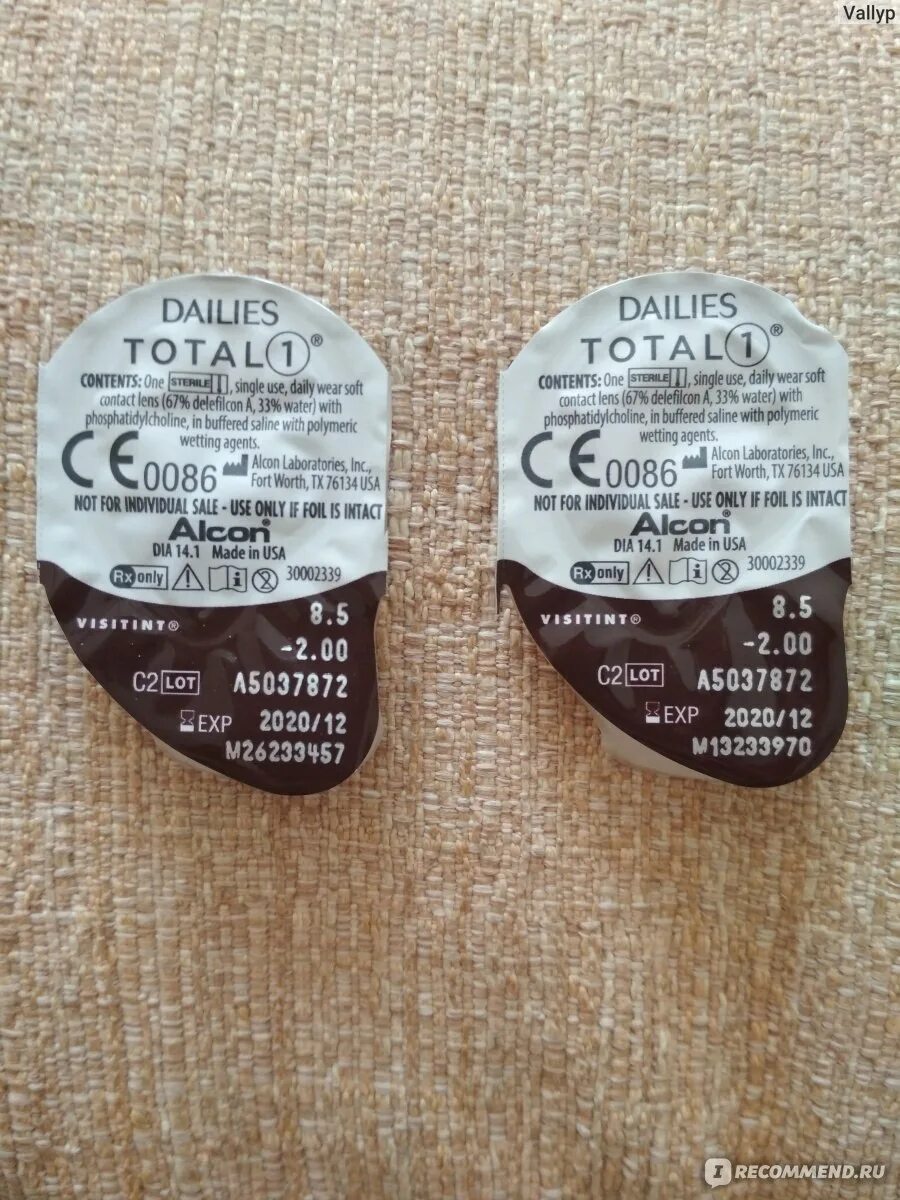 Vallyp
DAILIES
TOTAL1®
CONTENTS: One STERILE, single use, daily wear soft
contact lens (67% delefilcon A, 33% water) with
phosphatidylcholine, in buffered saline with polymeric
wetting agents.
CE 0086 Alcon Laboratories, Inc.,
Fort Worth, TX 76134 USA
NOT FOR INDIVIDUAL SALE - USE ONLY IF FOIL IS INTACT
Alcon®
DIA 14.1 Made in USA
Rx only 30002339
8.5
VISITINT®
-2.00
C2 LOT A5037872
EXP 2020/12
M26233457
DAILIES
TOTAL1®
CONTENTS: One STERILE, single use, daily wear soft
contact lens (67% delefilcon A, 33% water) with
phosphatidylcholine, in buffered saline with polymeric
wetting agents.
CE 0086 Alcon Laboratories, Inc.,
Fort Worth, TX 76134 USA
NOT FOR INDIVIDUAL SALE - USE ONLY IF FOIL IS INTACT
Alcon®
DIA 14.1 Made in USA
Rx only 30002339
8.5
VISITINT®
-2.00
C2 LOT A5037872
EXP 2020/12
M13233970
IRECOMMEND.RU